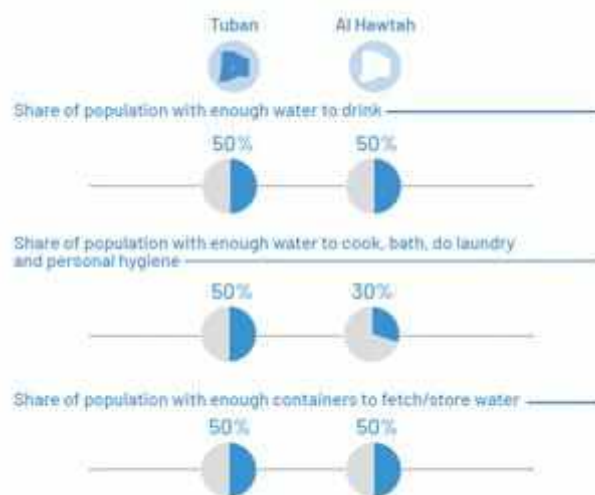 Tuban Al Hawtah
Share of population with enough water to drink
50% 50%
Share of population with enough water to cook, bath, do laundry
and personal hygiene
50% 30%
Share of population with enough containers to fetch/store water
50% 50%